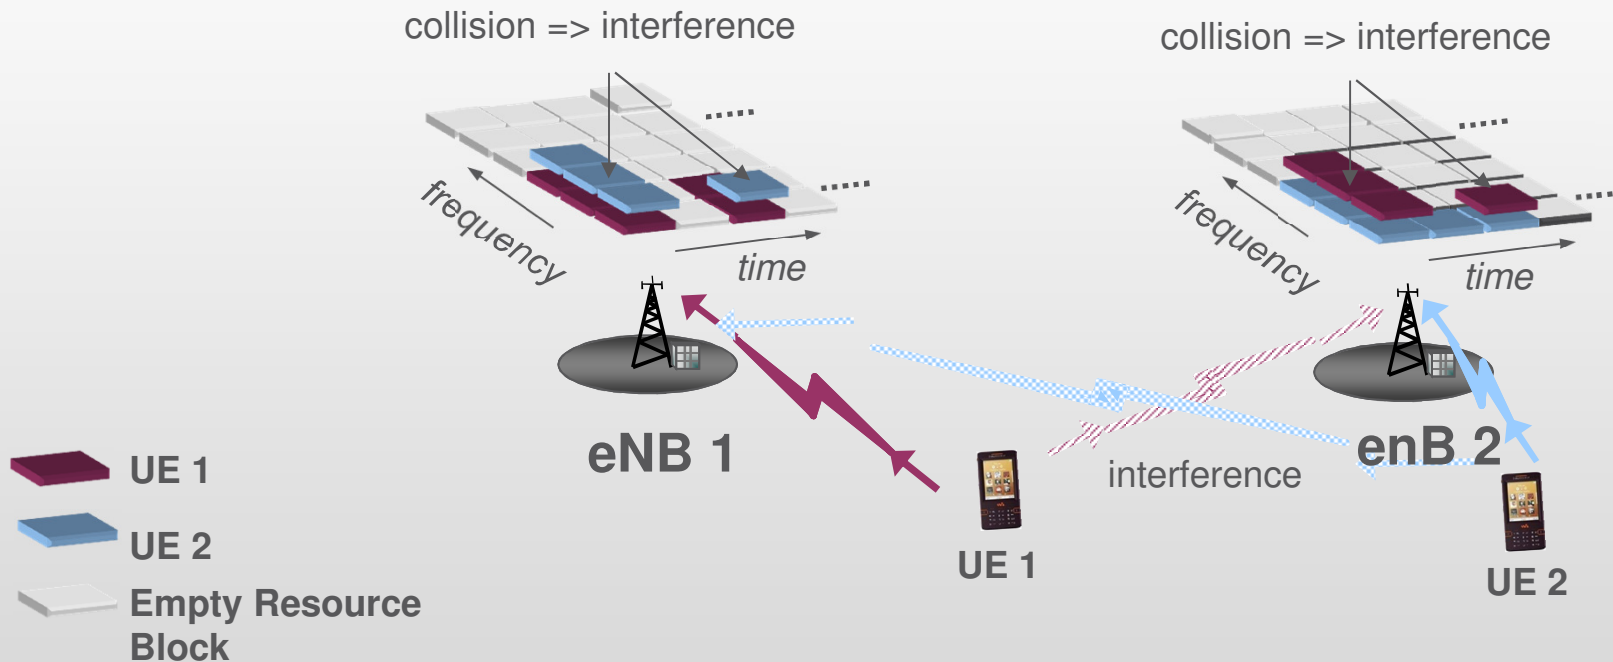 collision => interference
collision => interference
frequency
time
frequency
time
eNB 1
enB 2
interference
UE 1
UE 2
UE 1
UE 2
Empty Resource
Block